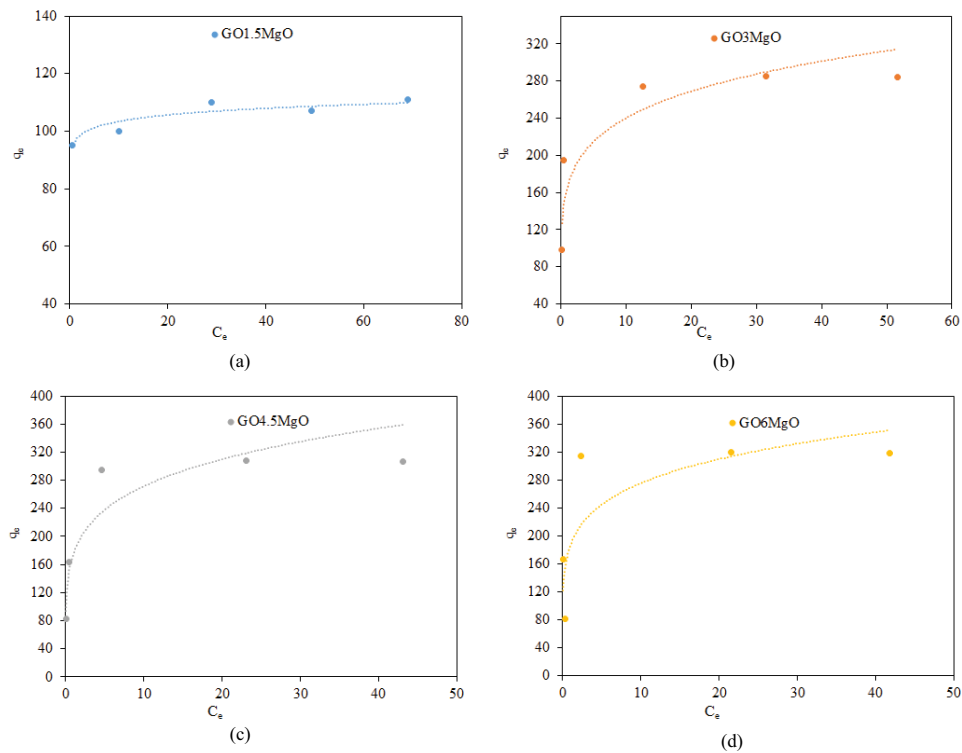 GO1.5MgO
140
120
100
80
60
40
qₑ
0 20 40 60 80
Cₑ
(a)
GO3MgO
320
280
240
200
160
120
80
40
qₑ
0 10 20 30 40 50 60
Cₑ
(b)
GO4.5MgO
400
360
320
280
240
200
160
120
80
40
0
qₑ
0 10 20 30 40 50
Cₑ
(c)
GO6MgO
400
360
320
280
240
200
160
120
80
40
0
qₑ
0 10 20 30 40 50
Cₑ
(d)